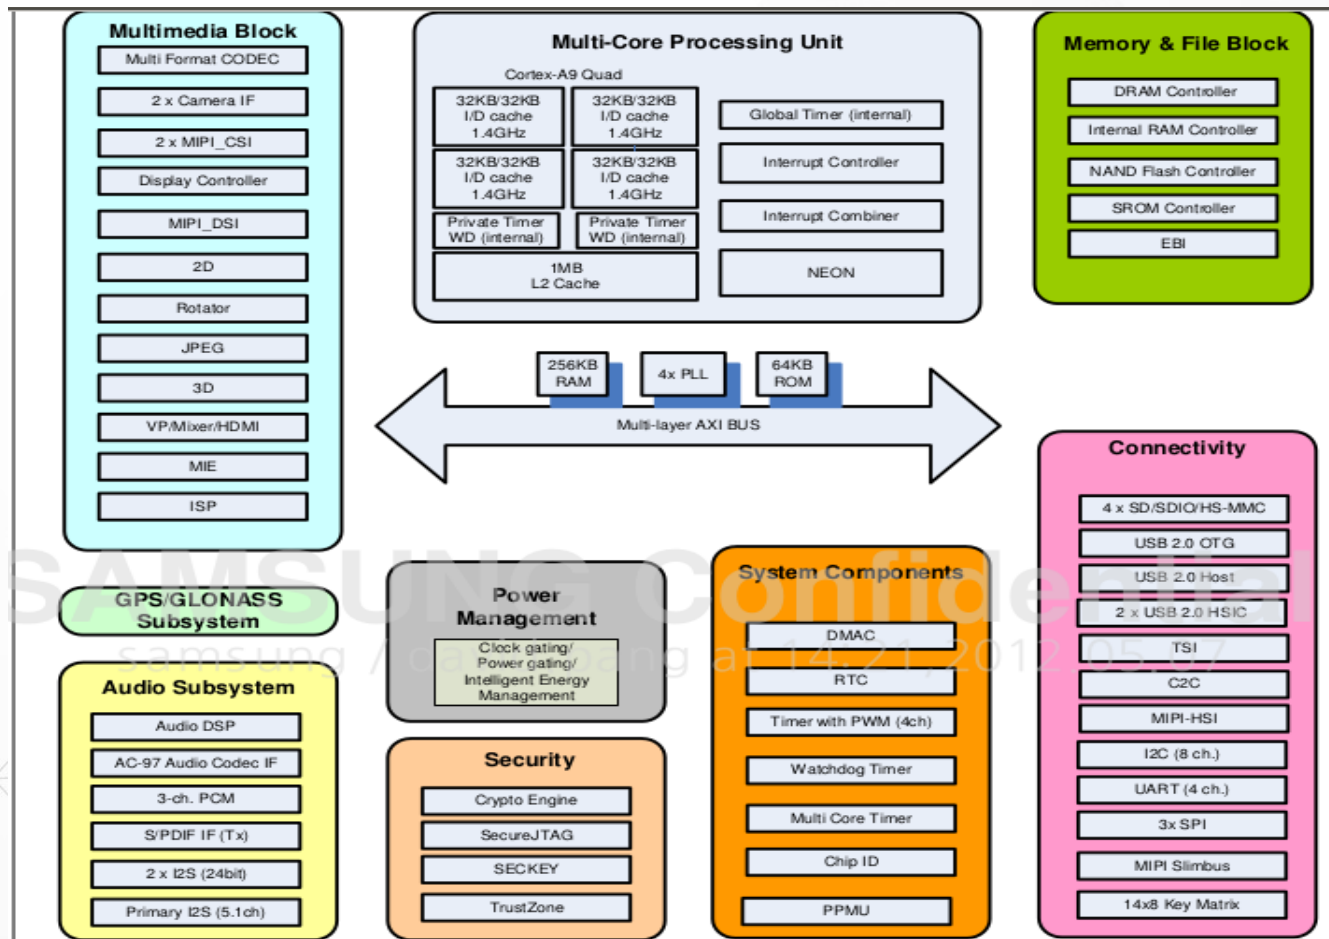 Multimedia Block
Multi Format CODEC
2 x Camera IF
2 x MIPI_CSI
Display Controller
MIPI_DSI
2D
Rotator
JPEG
3D
VP/Mixer/HDMI
MIE
ISP
Multi-Core Processing Unit
Cortex-A9 Quad
32KB/32KB
I/D cache
1.4GHz
32KB/32KB
I/D cache
1.4GHz
32KB/32KB
I/D cache
1.4GHz
32KB/32KB
I/D cache
1.4GHz
Private Timer
WD (internal)
Private Timer
WD (internal)
1MB
L2 Cache
Global Timer (internal)
Interrupt Controller
Interrupt Combiner
NEON
Memory & File Block
DRAM Controller
Internal RAM Controller
NAND Flash Controller
SROM Controller
EBI
256KB
RAM
4x PLL
64KB
ROM
Multi-layer AXI BUS
SAMSUNG Confidential
GPS/GLONASS
Subsystem
Audio Subsystem
Audio DSP
AC-97 Audio Codec IF
3-ch. PCM
S/PDIF IF (Tx)
2 x I2S (24bit)
Primary I2S (5.1ch)
Power
Management
Clock gating/
Power gating/
Intelligent Energy
Management
Security
Crypto Engine
SecureJTAG
SECKEY
TrustZone
System Components
DMAC
RTC
Timer with PWM (4ch)
Watchdog Timer
Multi Core Timer
Chip ID
PPMU
Connectivity
4 x SD/SDIO/HS-MMC
USB 2.0 OTG
USB 2.0 Host
2 x USB 2.0 HSIC
TSI
C2C
MIPI-HSI
I2C (8 ch.)
UART (4 ch.)
3x SPI
MIPI Slimbus
14x8 Key Matrix
samsung / at 14:21,2012.05.07